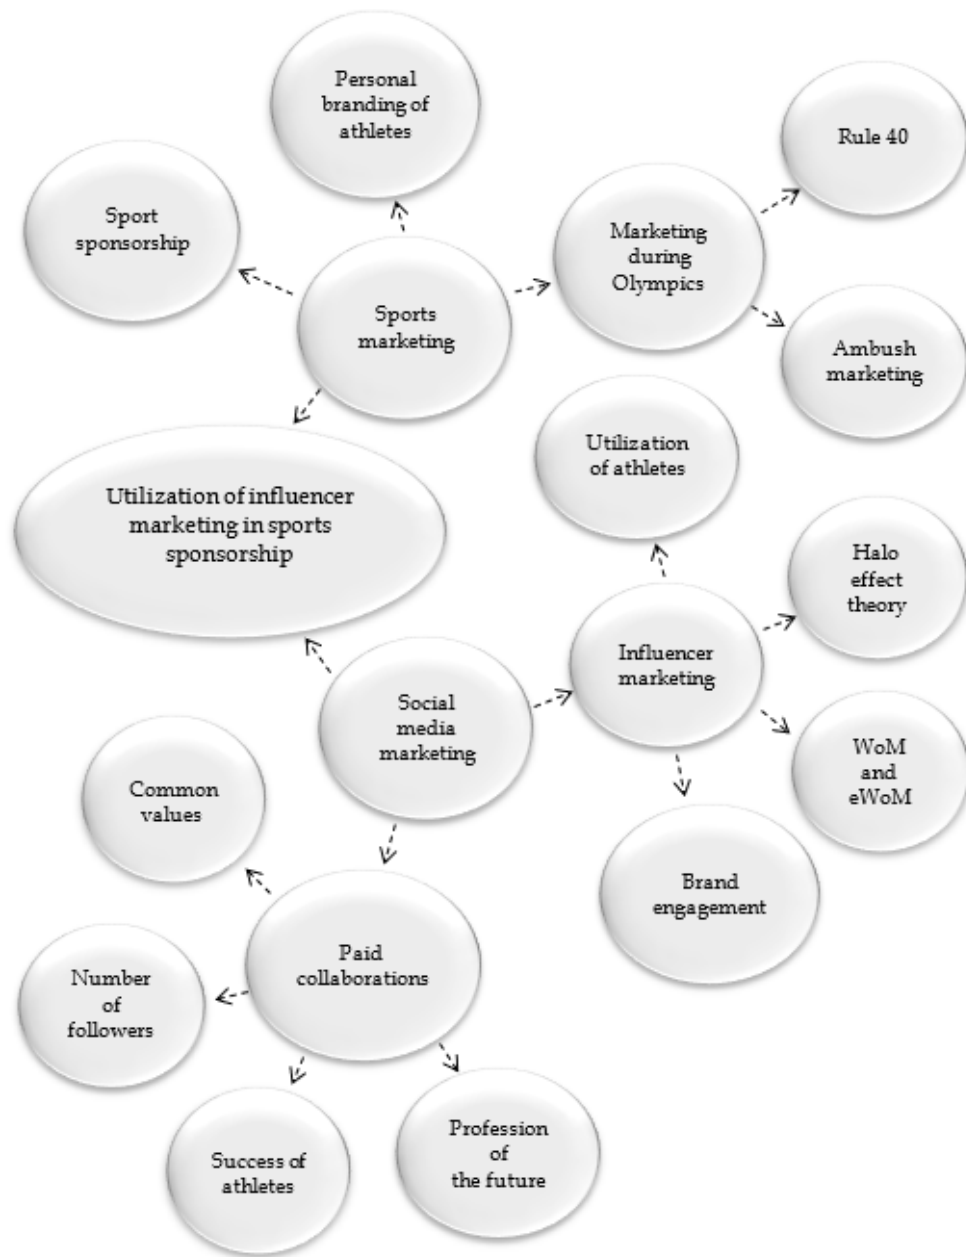 Personal
branding of
athletes
Rule 40
Sport
sponsorship
Marketing
during
Olympics
Sports
marketing
Ambush
marketing
Utilization
of athletes
Utilization of influencer
marketing in sports
sponsorship
Halo
effect
theory
Influencer
marketing
Social
media
marketing
WoM
and
eWoM
Common
values
Brand
engagement
Paid
collaborations
Number
of
followers
Profession
of
the future
Success of
athletes